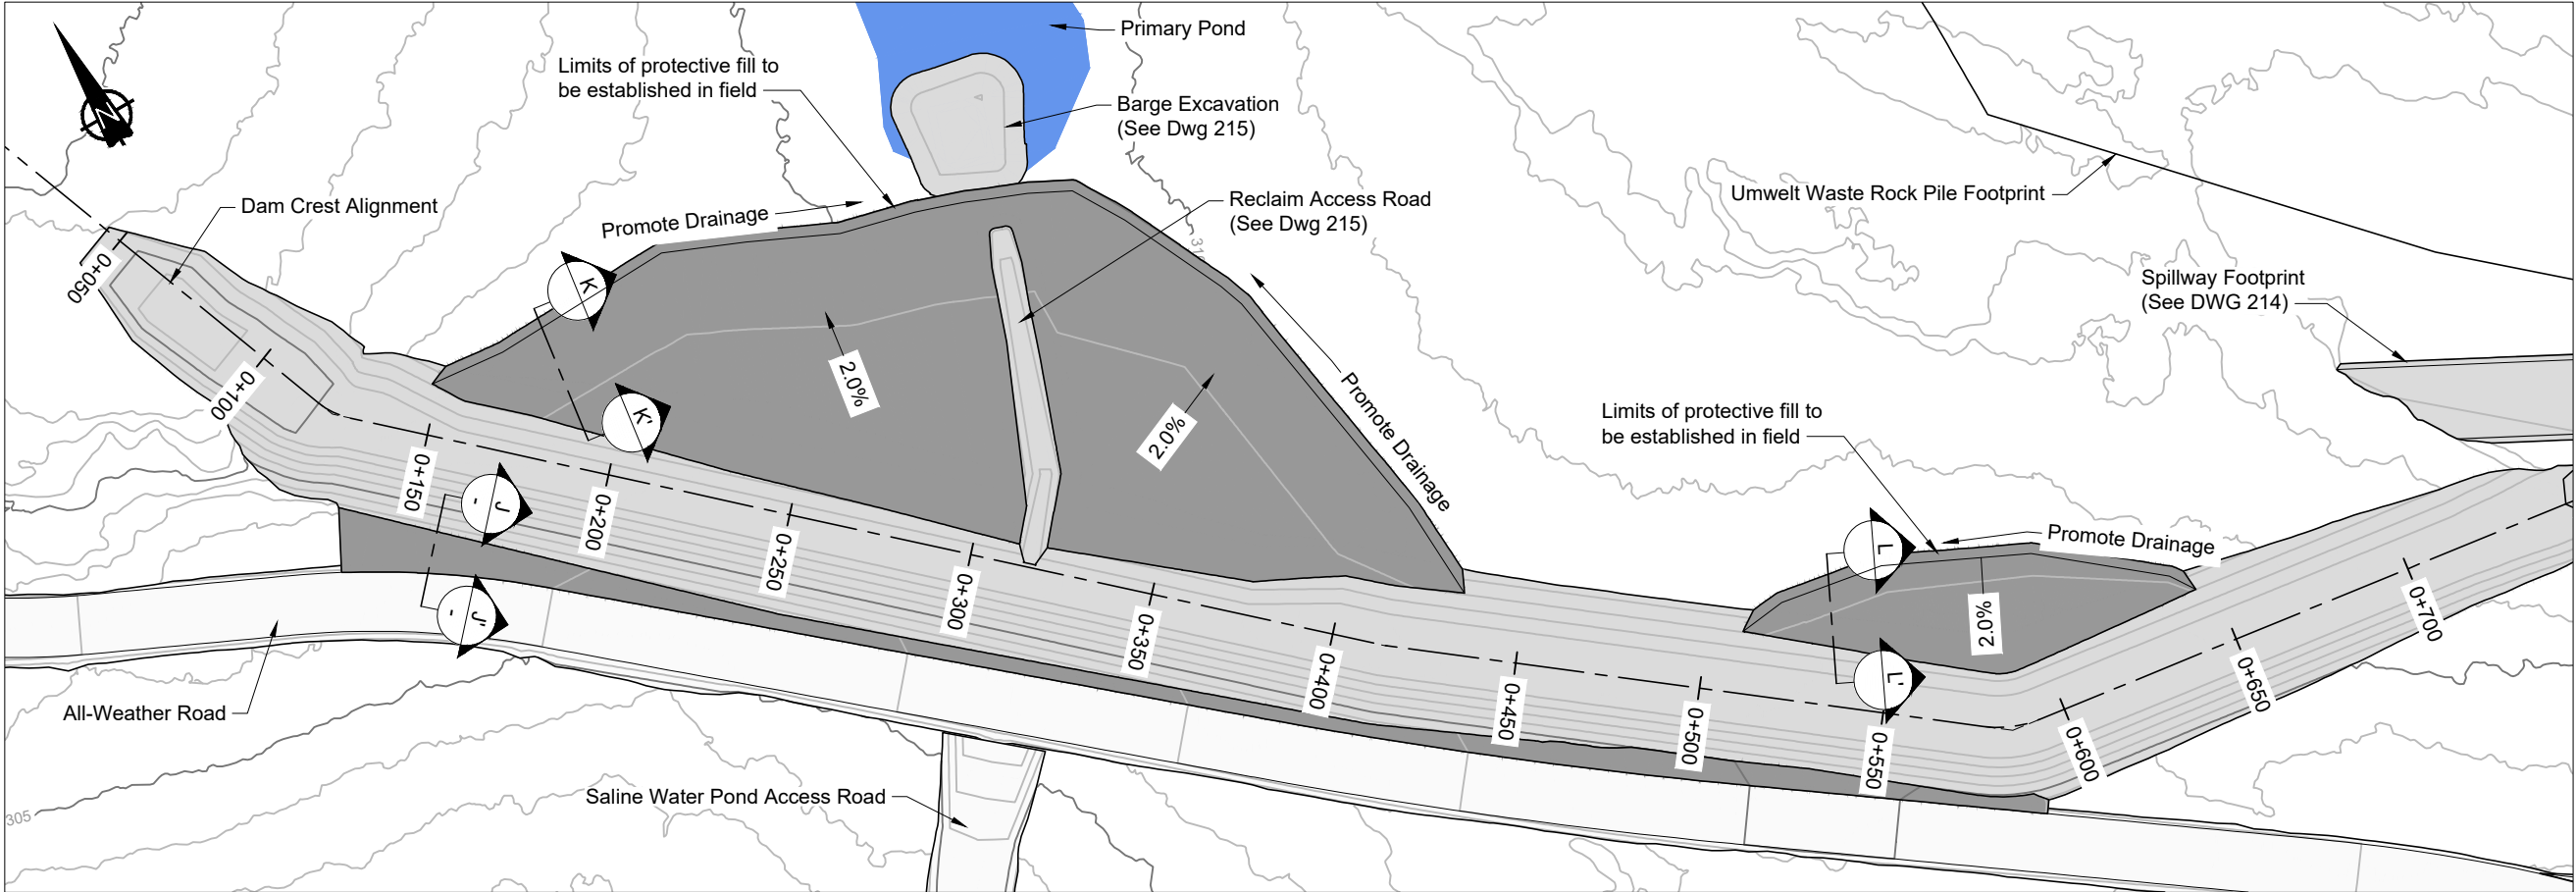 Primary Pond
Limits of protective fill to
be established in field
Barge Excavation
(See Dwg 215)
N
Dam Crest Alignment
Promote Drainage
Reclaim Access Road
(See Dwg 215)
Umwelt Waste Rock Pile Footprint
Spillway Footprint
(See DWG 214)
0+050
K
2.0%
0+100
K'
2.0%
Promote Drainage
Limits of protective fill to
be established in field
0+150
J
-
0+200
0+250
0+300
0+350
0+400
0+450
0+500
0+550
0+600
0+650
0+700
L
Promote Drainage
2.0%
L'
J'
-
All-Weather Road
Saline Water Pond Access Road
305